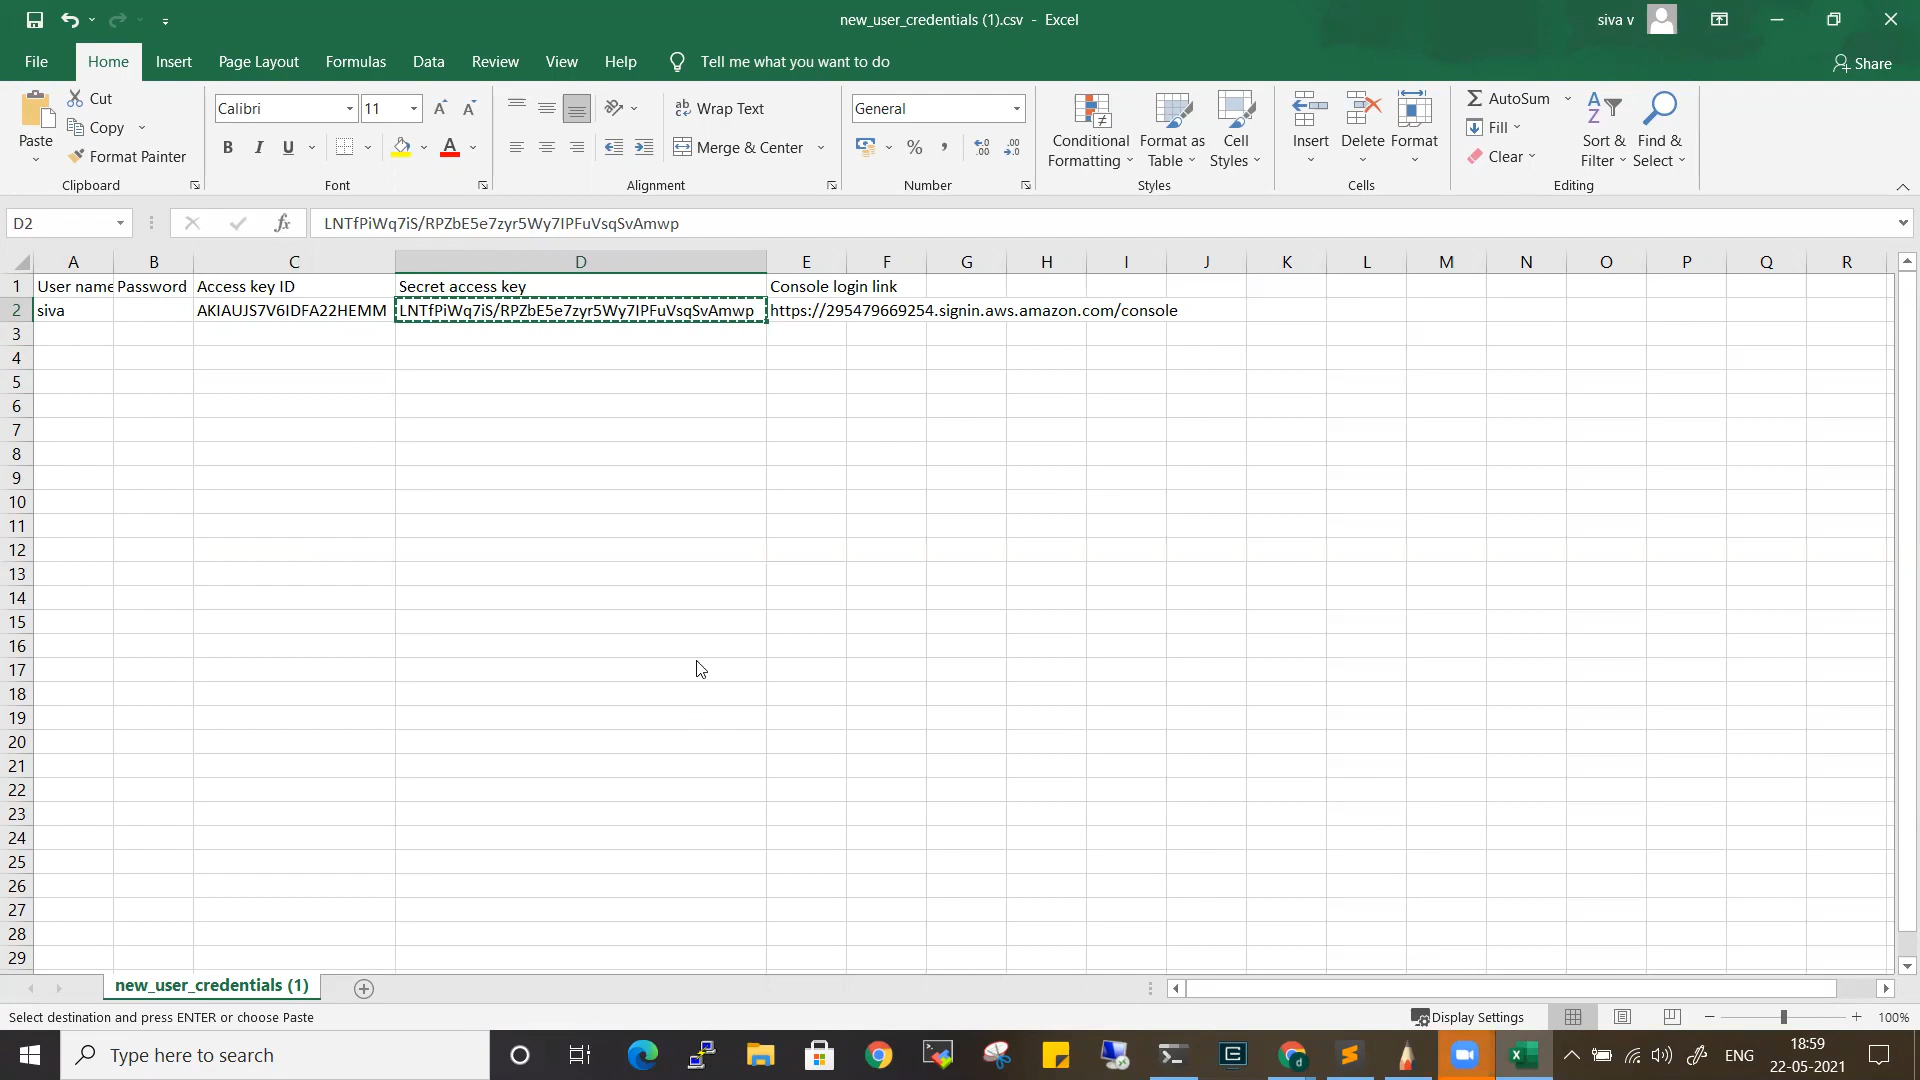 new_user_credentials (1).csv - Excel
siva v
File Home Insert Page Layout Formulas Data Review View Help Tell me what you want to do
Share
Paste
Cut
Copy
Format Painter
Clipboard
Calibri 11
B I U
Font
Wrap Text
Merge & Center
Alignment
General
Number
Conditional Formatting
Format as Table
Cell Styles
Styles
Insert Delete Format
Cells
AutoSum
Fill
Clear
Sort & Filter
Find & Select
Editing
D2
fx
LNTfPiWq7iS/RPZbE5e7zyr5Wy7IPFuVsqSvAmwp
A B C D E F G H I J K L M N O P Q R
1 User name Password Access key ID Secret access key Console login link
2 siva AKIAUJS7V6IDFA22HEMM LNTfPiWq7iS/RPZbE5e7zyr5Wy7IPFuVsqSvAmwp https://295479669254.signin.aws.amazon.com/console
3
4
5
6
7
8
9
10
11
12
13
14
15
16
17
18
19
20
21
22
23
24
25
26
27
28
29
new_user_credentials (1)
Select destination and press ENTER or choose Paste
Display Settings
100%
Type here to search
ENG
18:59
22-05-2021